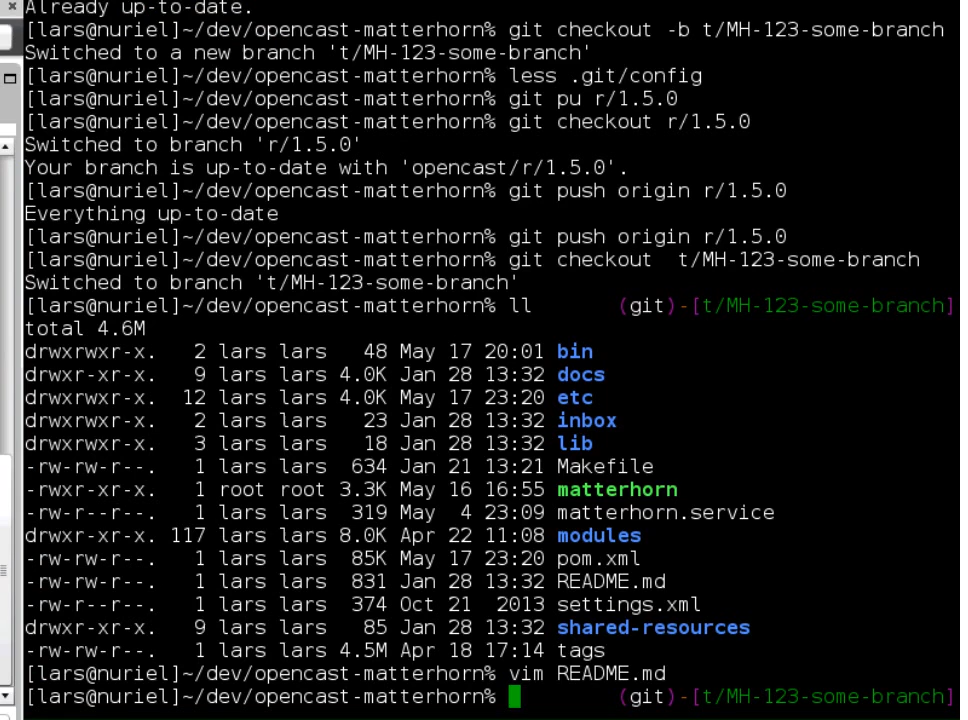 Already up-to-date.
[lars@nuriel]~/dev/opencast-matterhorn% git checkout -b t/MH-123-some-branch
Switched to a new branch 't/MH-123-some-branch'
[lars@nuriel]~/dev/opencast-matterhorn% less .git/config
[lars@nuriel]~/dev/opencast-matterhorn% git pu r/1.5.0
[lars@nuriel]~/dev/opencast-matterhorn% git checkout r/1.5.0
Switched to branch 'r/1.5.0'
Your branch is up-to-date with 'opencast/r/1.5.0'.
[lars@nuriel]~/dev/opencast-matterhorn% git push origin r/1.5.0
Everything up-to-date
[lars@nuriel]~/dev/opencast-matterhorn% git push origin r/1.5.0
[lars@nuriel]~/dev/opencast-matterhorn% git checkout  t/MH-123-some-branch
Switched to branch 't/MH-123-some-branch'
[lars@nuriel]~/dev/opencast-matterhorn% ll       (git)-[t/MH-123-some-branch]
total 4.6M
drwxrwxr-x.   2 lars lars   48 May 17 20:01 bin
drwxr-xr-x.   9 lars lars 4.0K Jan 28 13:32 docs
drwxrwxr-x.  12 lars lars 4.0K May 17 23:20 etc
drwxr-xr-x.   2 lars lars   23 Jan 28 13:32 inbox
drwxr-xr-x.   3 lars lars   18 Jan 28 13:32 lib
-rw-rw-r--.   1 lars lars  634 Jan 21 13:21 Makefile
-rwxr-xr-x.   1 root root 3.3K May 16 16:55 matterhorn
-rw-rw-r--.   1 lars lars  319 May  4 23:09 matterhorn.service
drwxr-xr-x. 117 lars lars 8.0K Apr 22 11:08 modules
-rw-rw-r--.   1 lars lars  85K May 17 23:20 pom.xml
-rw-rw-r--.   1 lars lars  831 Jan 28 13:32 README.md
-rw-r--r--.   1 lars lars  374 Oct 21  2013 settings.xml
drwxr-xr-x.   9 lars lars   85 Jan 28 13:32 shared-resources
-rw-rw-r--.   1 lars lars 4.5M Apr 18 17:14 tags
[lars@nuriel]~/dev/opencast-matterhorn% vim README.md
[lars@nuriel]~/dev/opencast-matterhorn%          (git)-[t/MH-123-some-branch]